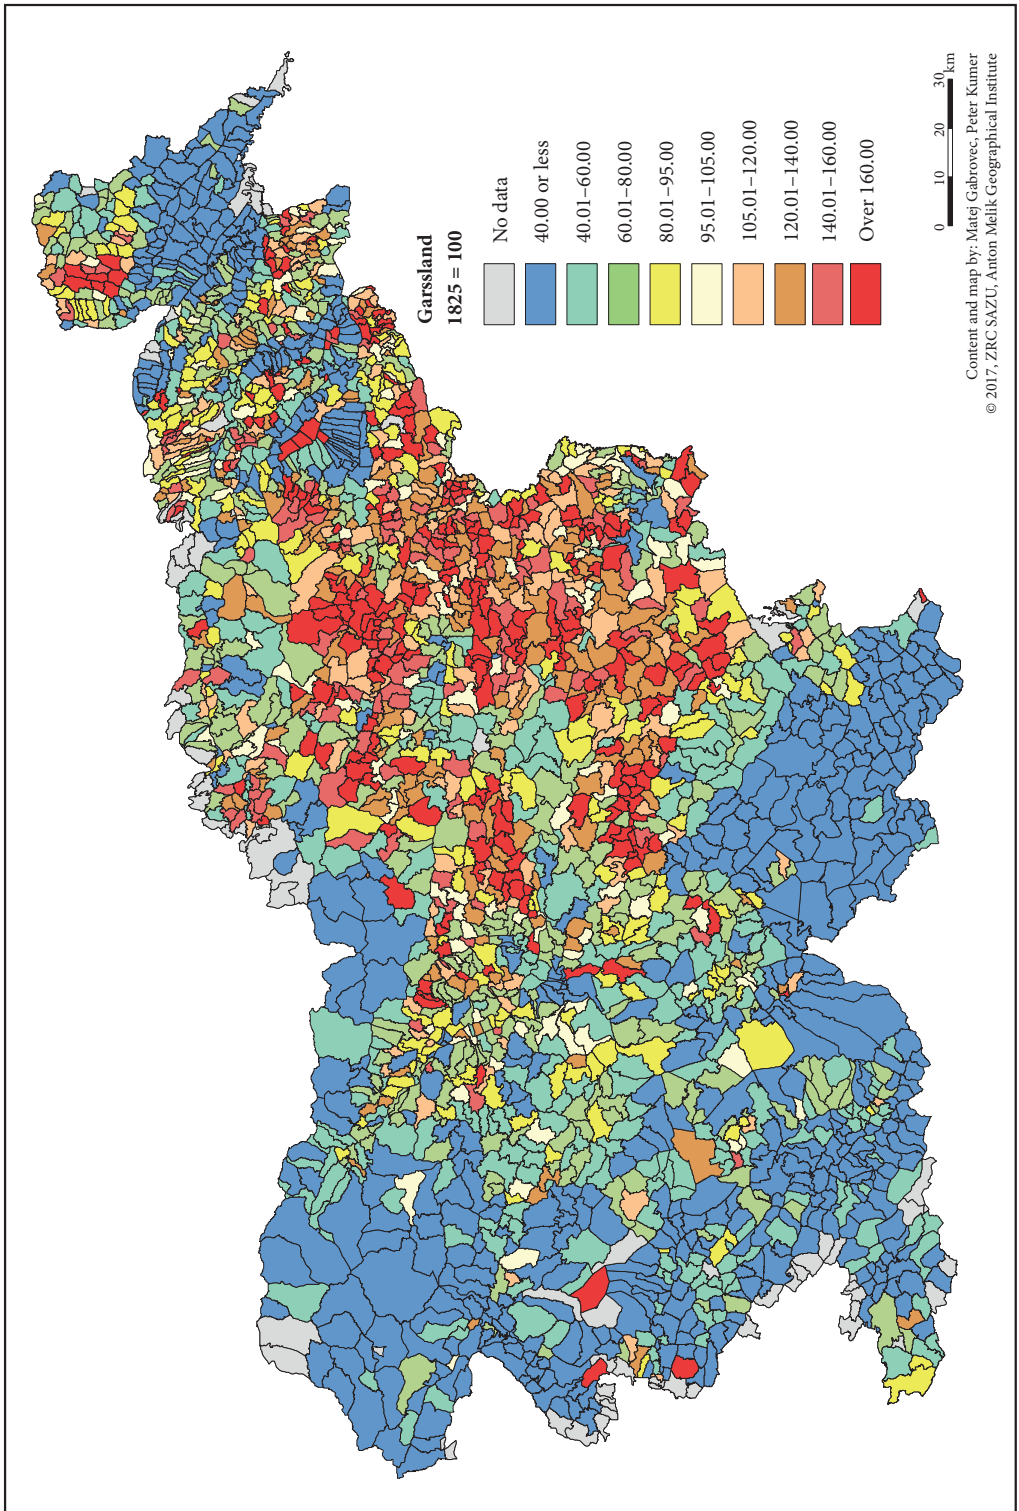 Garssland
1825 = 100
No data
40.00 or less
40.01–60.00
60.01–80.00
80.01–95.00
95.01–105.00
105.01–120.00
120.01–140.00
140.01–160.00
Over 160.00
0 10 20 30
km
Content and map by: Matej Gabrovec, Peter Kumer
© 2017, ZRC SAZU, Anton Melik Geographical Institute